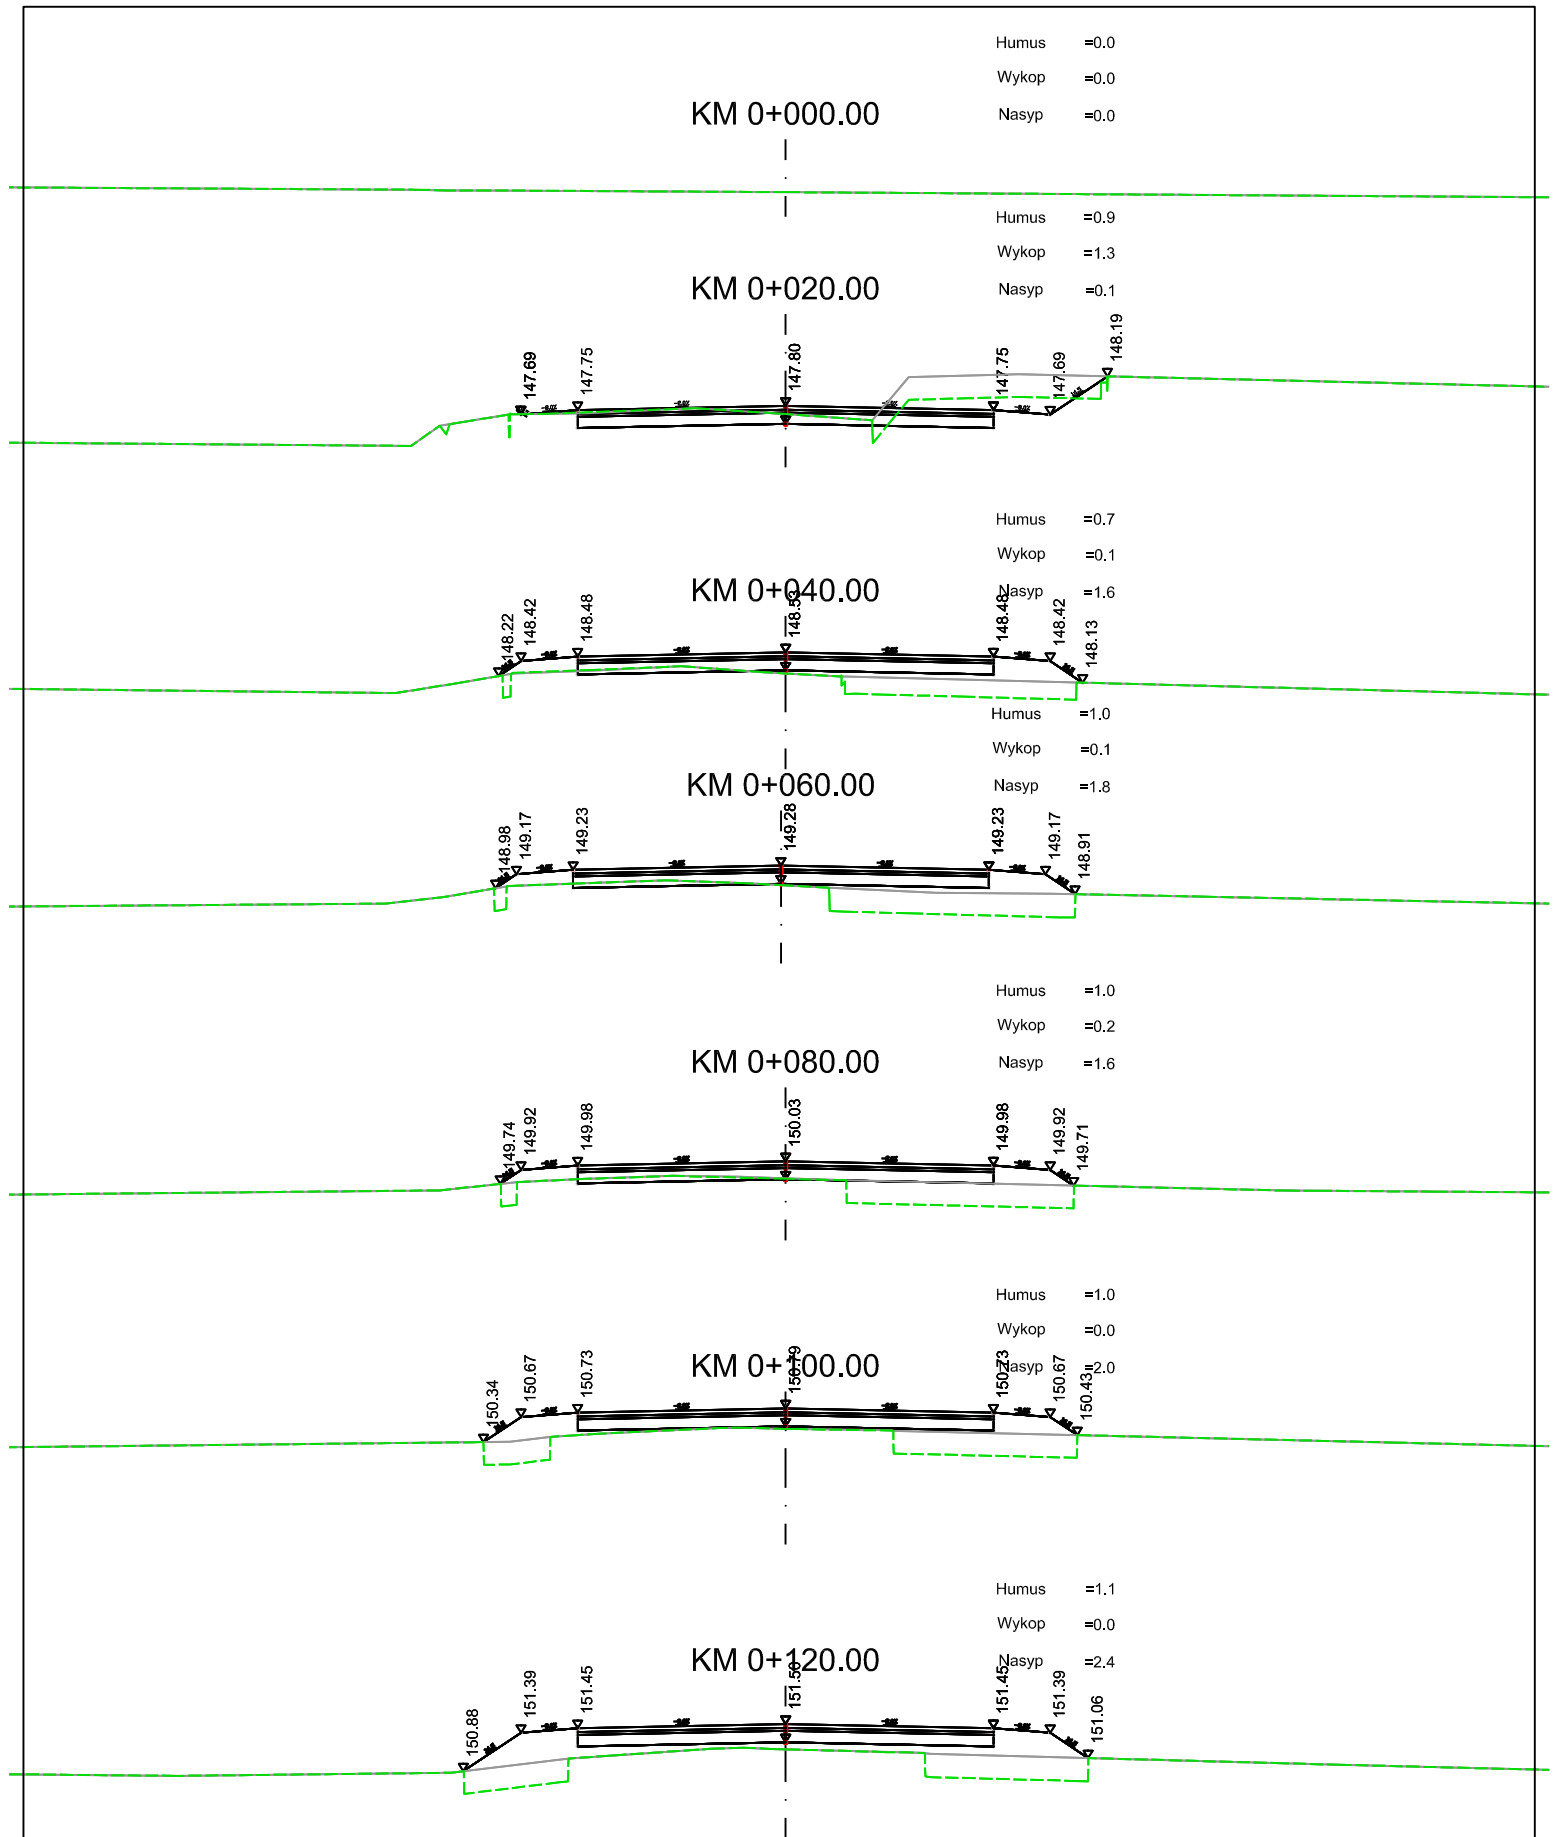 Humus =0.0
Wykop =0.0
KM 0+000.00
Nasyp =0.0
Humus =0.9
Wykop =1.3
KM 0+020.00
Nasyp =0.1
147.69 147.75 147.80 147.75 147.69 148.19
Humus =0.7
Wykop =0.1
KM 0+040.00
Nasyp =1.6
148.22 148.42 148.48 148.53 148.48 148.42 148.13
Humus =1.0
Wykop =0.1
KM 0+060.00
Nasyp =1.8
148.98 149.17 149.23 149.28 149.23 149.17 148.91
Humus =1.0
Wykop =0.2
KM 0+080.00
Nasyp =1.6
149.74 149.92 149.98 150.03 149.98 149.92 149.71
Humus =1.0
Wykop =0.0
KM 0+100.00
Nasyp =2.0
150.34 150.67 150.73 150.79 150.73 150.67 150.43
Humus =1.1
Wykop =0.0
KM 0+120.00
Nasyp =2.4
150.88 151.39 151.45 151.50 151.45 151.39 151.06